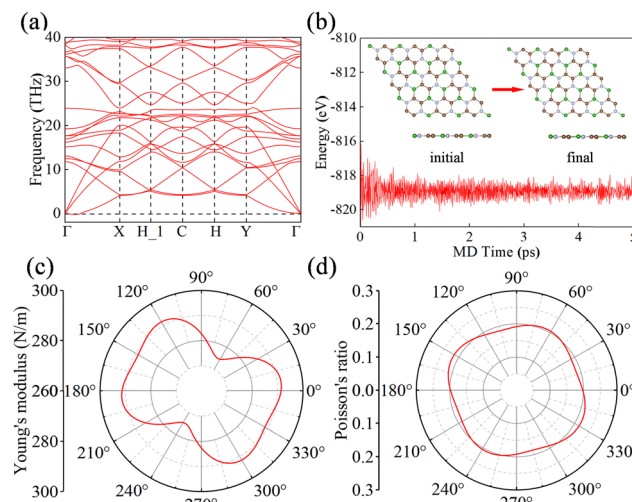 (a)
40
30
20
10
0
Frequency (THz)
Γ X H_1 C H Y Γ
(b)
-810
-812
-814
-816
-818
-820
Energy (eV)
initial
final
0 1 2 3 4 5
MD Time (ps)
(c)
300
280
260
280
300
Young's modulus (N/m)
90°
120° 60°
150° 30°
180° 0°
210° 330°
240° 300°
270°
(d)
0.3
0.2
0.1
0.0
0.1
0.2
0.3
Poisson's ratio
90°
120° 60°
150° 30°
180° 0°
210° 330°
240° 300°
270°